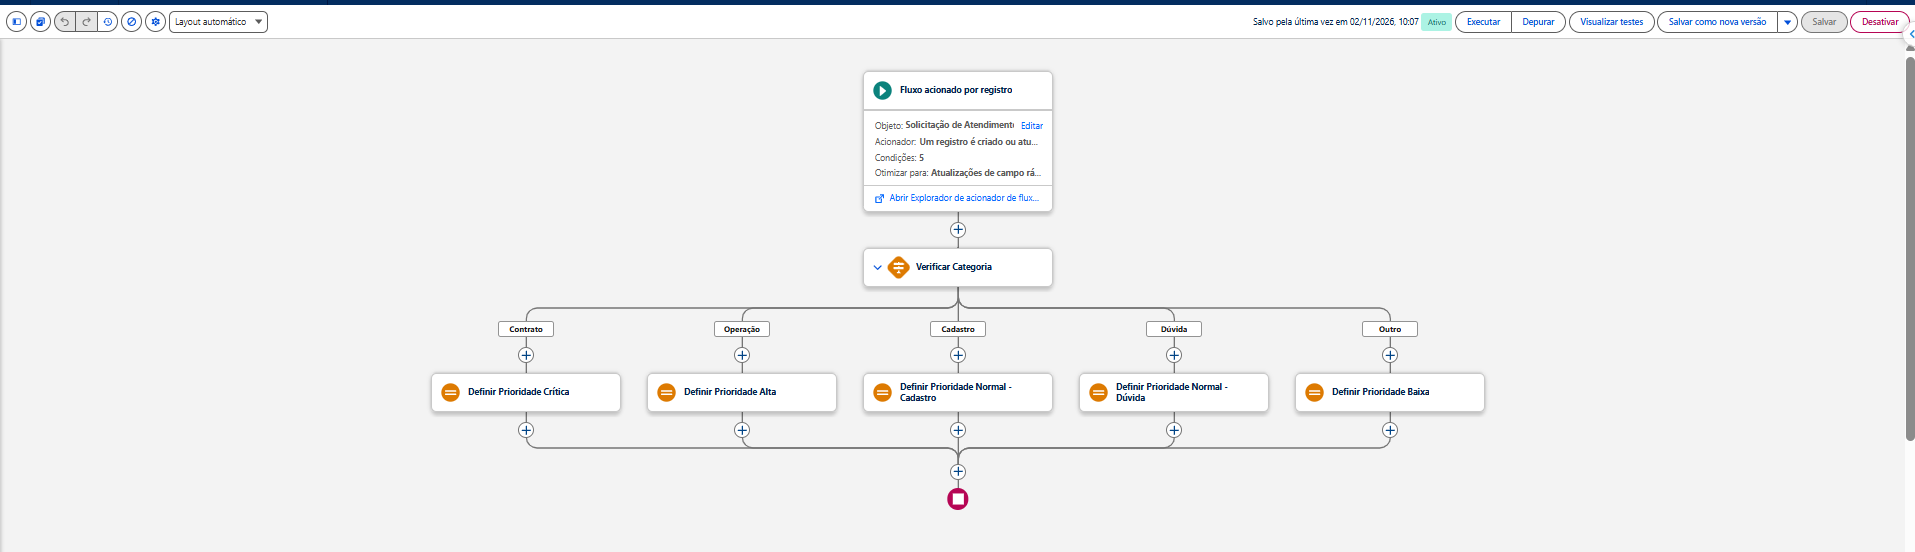 Layout automático
Salvo pela última vez em 02/11/2026, 10:07
Ativo
Executar
Depurar
Visualizar testes
Salvar como nova versão
Salvar
Desativar
Fluxo acionado por registro
Objeto: Solicitação de Atendimento Editar
Acionador: Um registro é criado ou atu...
Condições: 5
Otimizar para: Atualizações de campo rá...
Abrir Explorador de acionador de flux...
Verificar Categoria
Contrato
Operação
Cadastro
Dúvida
Outro
Definir Prioridade Crítica
Definir Prioridade Alta
Definir Prioridade Normal -
Cadastro
Definir Prioridade Normal -
Dúvida
Definir Prioridade Baixa